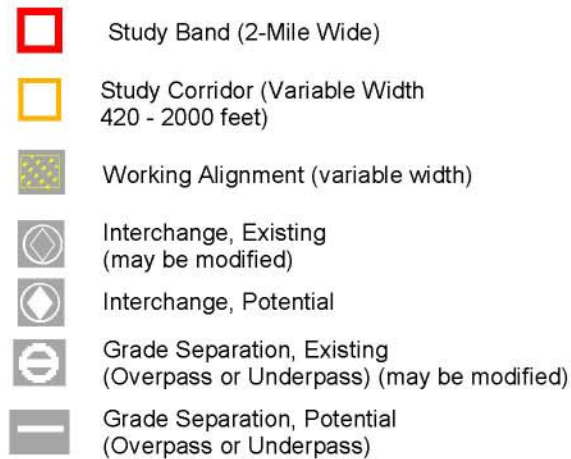 Study Band (2-Mile Wide)
Study Corridor (Variable Width
420 - 2000 feet)
Working Alignment (variable width)
Interchange, Existing
(may be modified)
Interchange, Potential
Grade Separation, Existing
(Overpass or Underpass) (may be modified)
Grade Separation, Potential
(Overpass or Underpass)